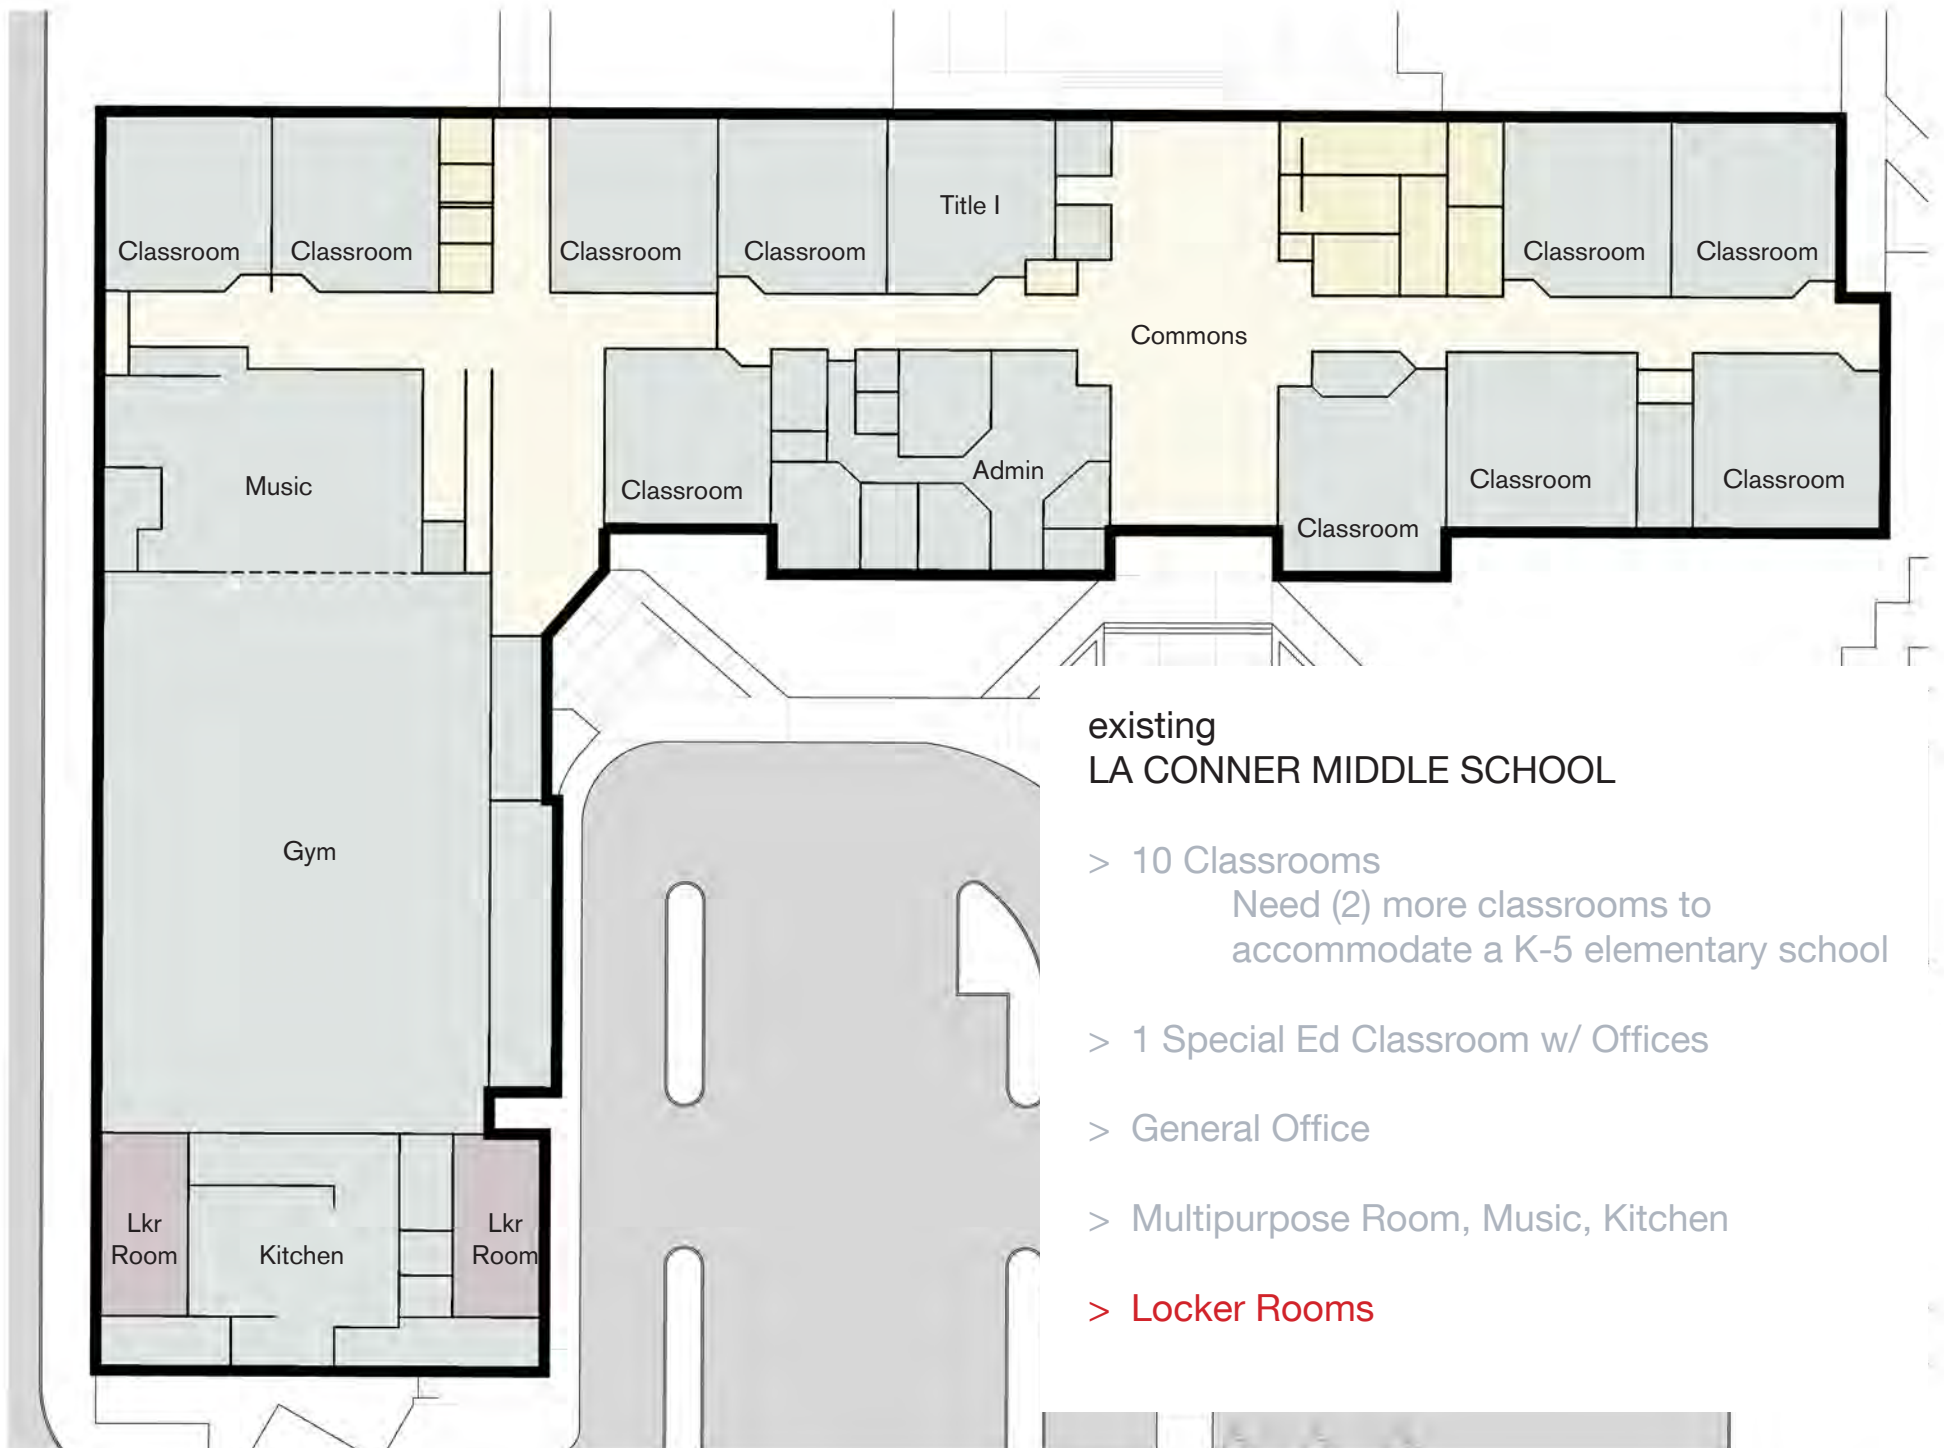 Title I
Classroom
Classroom
Classroom
Classroom
Classroom
Classroom
Commons
Music
Classroom
Admin
Classroom
Classroom
Classroom
Gym
Lkr
Room
Kitchen
Lkr
Room
existing
LA CONNER MIDDLE SCHOOL
> 10 Classrooms
Need (2) more classrooms to
accommodate a K-5 elementary school
> 1 Special Ed Classroom w/ Offices
> General Office
> Multipurpose Room, Music, Kitchen
> Locker Rooms